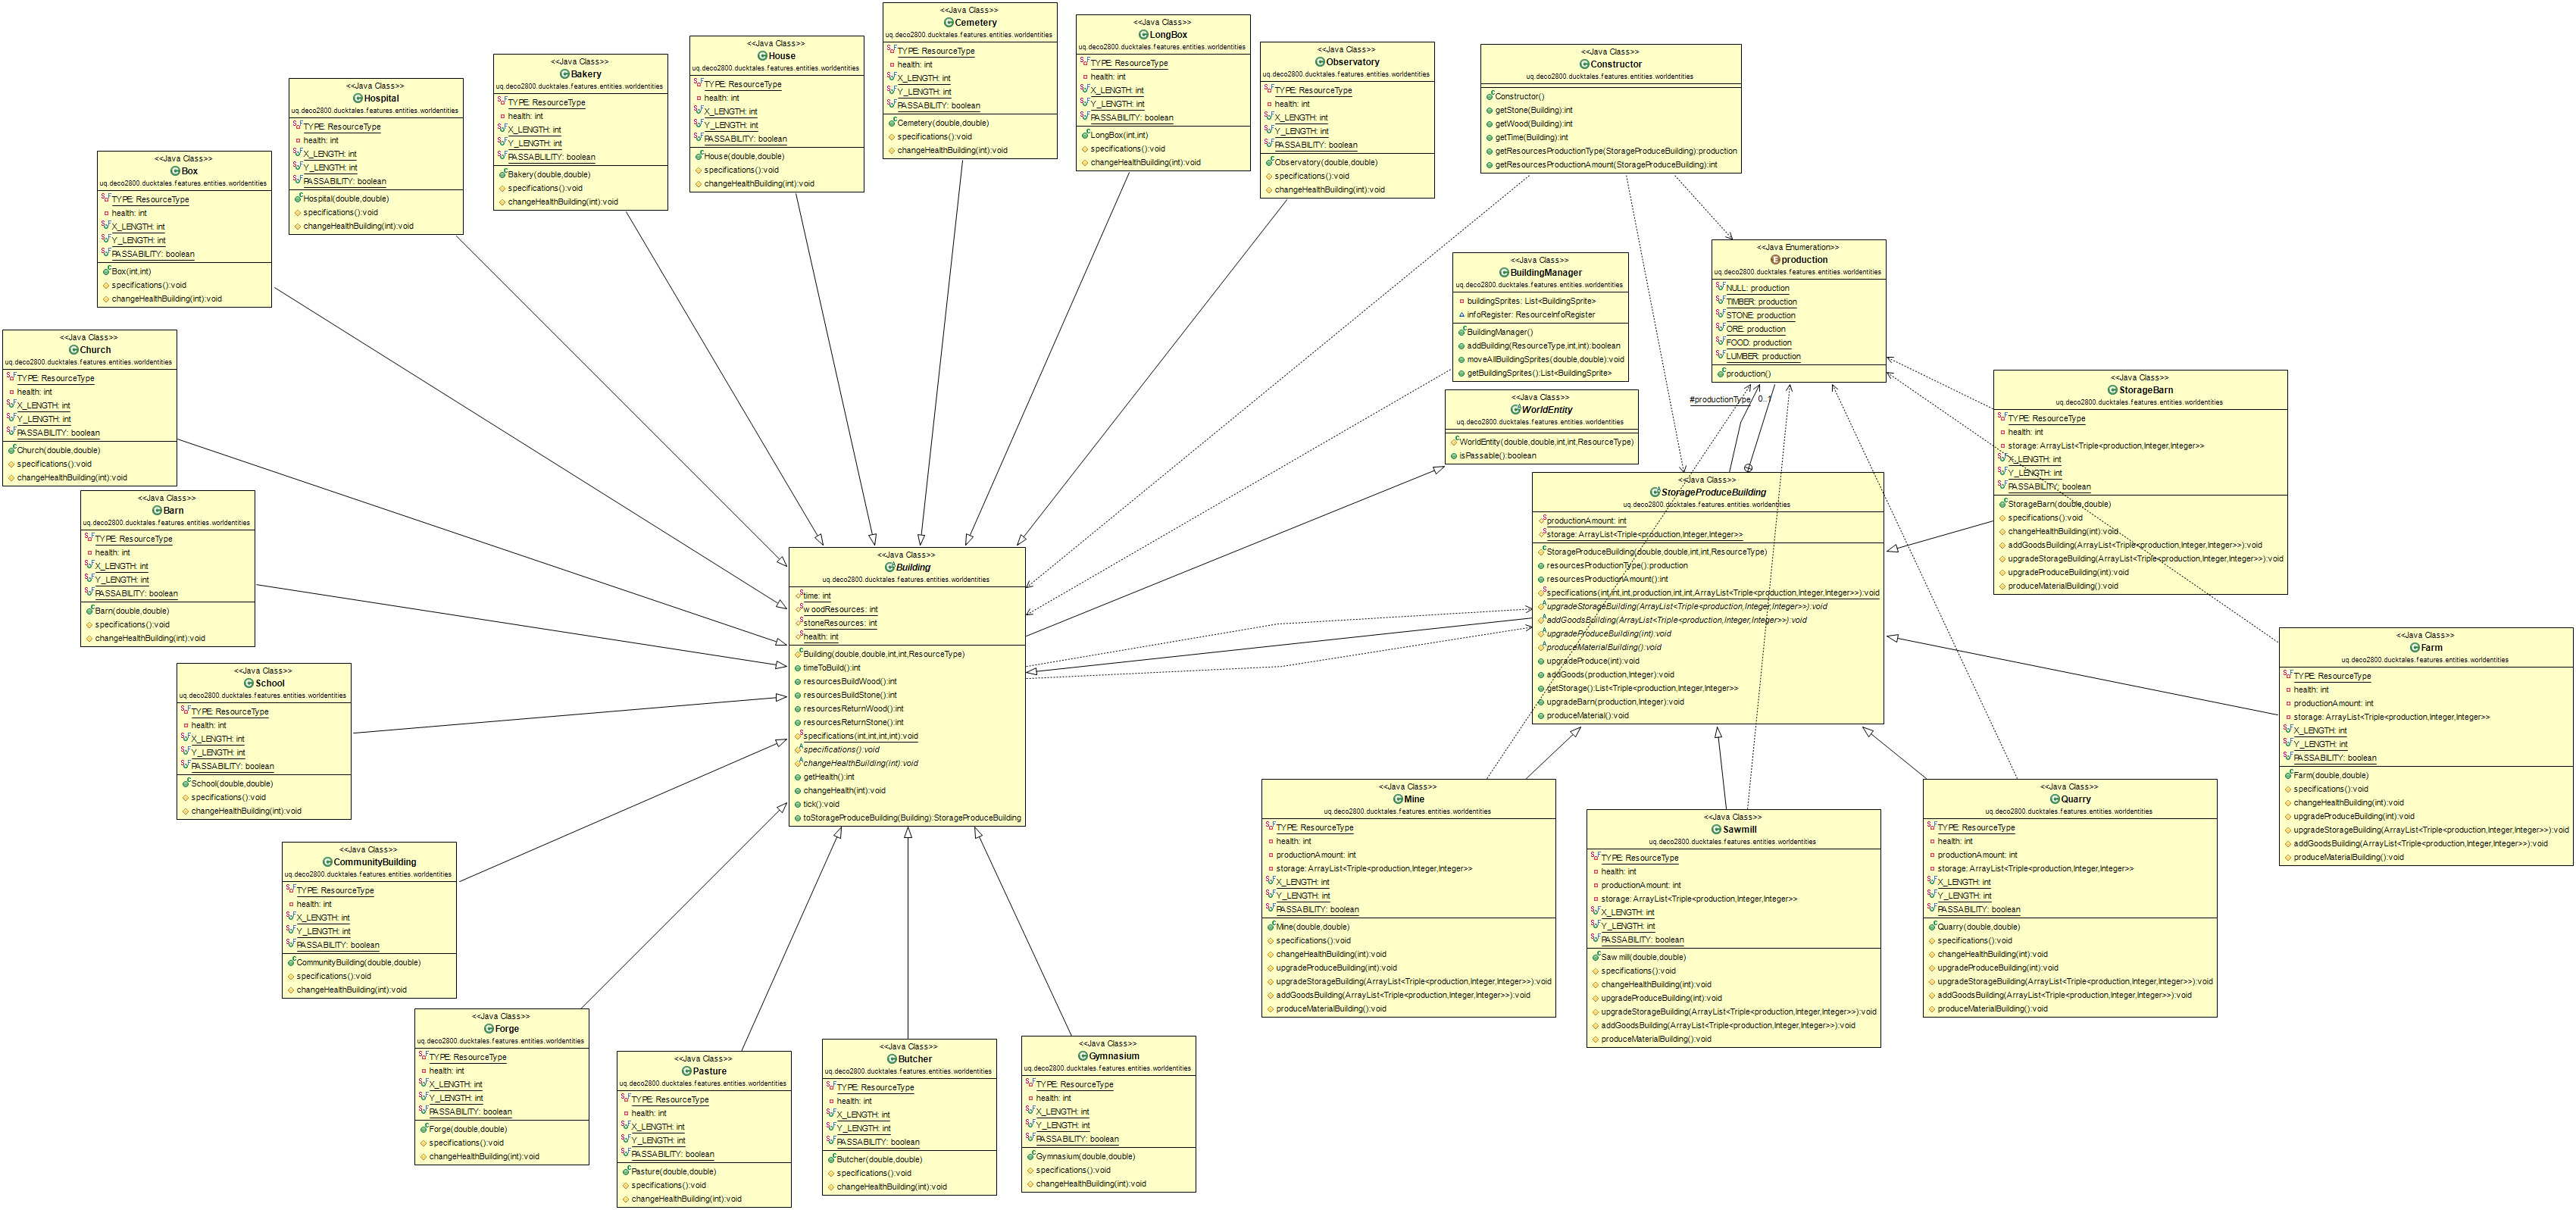 <<Java Class>>
Box
uq.deco2800.ducktales.features.entities.worldentities
TYPE: ResourceType
health: int
X_LENGTH: int
Y_LENGTH: int
PASSABILITY: boolean
Box(int,int)
specifications():void
changeHealthBuilding(int):void
<<Java Class>>
Hospital
uq.deco2800.ducktales.features.entities.worldentities
TYPE: ResourceType
health: int
X_LENGTH: int
Y_LENGTH: int
PASSABILITY: boolean
Hospital(double,double)
specifications():void
changeHealthBuilding(int):void
<<Java Class>>
Bakery
uq.deco2800.ducktales.features.entities.worldentities
TYPE: ResourceType
health: int
X_LENGTH: int
Y_LENGTH: int
PASSABLILITY: boolean
Bakery(double,double)
specifications():void
changeHealthBuilding(int):void
<<Java Class>>
House
uq.deco2800.ducktales.features.entities.worldentities
TYPE: ResourceType
health: int
X_LENGTH: int
Y_LENGTH: int
PASSABILITY: boolean
House(double,double)
specifications():void
changeHealthBuilding(int):void
<<Java Class>>
Cemetery
uq.deco2800.ducktales.features.entities.worldentities
TYPE: ResourceType
health: int
X_LENGTH: int
Y_LENGTH: int
PASSABILITY: boolean
Cemetery(double,double)
specifications():void
changeHealthBuilding(int):void
<<Java Class>>
LongBox
uq.deco2800.ducktales.features.entities.worldentities
TYPE: ResourceType
health: int
X_LENGTH: int
Y_LENGTH: int
PASSABILITY: boolean
LongBox(int,int)
specifications():void
changeHealthBuilding(int):void
<<Java Class>>
Observatory
uq.deco2800.ducktales.features.entities.worldentities
TYPE: ResourceType
health: int
X_LENGTH: int
Y_LENGTH: int
PASSABILITY: boolean
Observatory(double,double)
specifications():void
changeHealthBuilding(int):void
<<Java Class>>
Constructor
uq.deco2800.ducktales.features.entities.worldentities
Constructor()
getStone(Building):int
getWood(Building):int
getTime(Building):int
getResourcesProductionType(StorageProduceBuilding):production
getResourcesProductionAmount(StorageProduceBuilding):int
<<Java Enumeration>>
production
uq.deco2800.ducktales.features.entities.worldentities
NULL: production
TIMBER: production
STONE: production
ORE: production
FOOD: production
LUMBER: production
production()
<<Java Class>>
BuildingManager
uq.deco2800.ducktales.features.entities.worldentities
buildingSprites: List<BuildingSprite>
infoRegister: ResourceInfoRegister
BuildingManager()
addBuilding(ResourceType,int,int):boolean
moveAllBuildingSprites(double,double):void
getBuildingSprites():List<BuildingSprite>
<<Java Class>>
WorldEntity
uq.deco2800.ducktales.features.entities.worldentities
WorldEntity(double,double,int,int,ResourceType)
isPassable():boolean
#productionType 0..1
<<Java Class>>
StorageBarn
uq.deco2800.ducktales.features.entities.worldentities
TYPE: ResourceType
health: int
storage: ArrayList<Triple<production,Integer,Integer>>
X_LENGTH: int
Y_LENGTH: int
PASSABILITY: boolean
StorageBarn(double,double)
specifications():void
changeHealthBuilding(int):void
addGoodsBuilding(ArrayList<Triple<production,Integer,Integer>>):void
upgradeStorageBuilding(ArrayList<Triple<production,Integer,Integer>>):void
upgradeProduceBuilding(int):void
produceMaterialBuilding():void
<<Java Class>>
Church
uq.deco2800.ducktales.features.entities.worldentities
TYPE: ResourceType
health: int
X_LENGTH: int
Y_LENGTH: int
PASSABILITY: boolean
Church(double,double)
specifications():void
changeHealthBuilding(int):void
<<Java Class>>
Barn
uq.deco2800.ducktales.features.entities.worldentities
TYPE: ResourceType
health: int
X_LENGTH: int
Y_LENGTH: int
PASSABILITY: boolean
Barn(double,double)
specifications():void
changeHealthBuilding(int):void
<<Java Class>>
Building
uq.deco2800.ducktales.features.entities.worldentities
time: int
woodResources: int
stoneResources: int
health: int
Building(double,double,int,int,ResourceType)
timeToBuild():int
resourcesBuildWood():int
resourcesBuildStone():int
resourcesReturnWood():int
resourcesReturnStone():int
specifications(int,int,int,int):void
specifications():void
changeHealthBuilding(int):void
getHealth():int
changeHealth(int):void
tick():void
toStorageProduceBuilding(Building):StorageProduceBuilding
<<Java Class>>
StorageProduceBuilding
uq.deco2800.ducktales.features.entities.worldentities
productionAmount: int
storage: ArrayList<Triple<production,Integer,Integer>>
StorageProduceBuilding(double,double,int,int,ResourceType)
resourcesProductionType():production
resourcesProductionAmount():int
specifications(int,int,int,production,int,int,ArrayList<Triple<production,Integer,Integer>>):void
upgradeStorageBuilding(ArrayList<Triple<production,Integer,Integer>>):void
addGoodsBuilding(ArrayList<Triple<production,Integer,Integer>>):void
upgradeProduceBuilding(int):void
produceMaterialBuilding():void
upgradeProduce(int):void
addGoods(production,Integer):void
getStorage():List<Triple<production,Integer,Integer>>
upgradeBarn(production,Integer):void
produceMaterial():void
<<Java Class>>
Farm
uq.deco2800.ducktales.features.entities.worldentities
TYPE: ResourceType
health: int
productionAmount: int
storage: ArrayList<Triple<production,Integer,Integer>>
X_LENGTH: int
Y_LENGTH: int
PASSABILITY: boolean
Farm(double,double)
specifications():void
changeHealthBuilding(int):void
upgradeProduceBuilding(int):void
upgradeStorageBuilding(ArrayList<Triple<production,Integer,Integer>>):void
addGoodsBuilding(ArrayList<Triple<production,Integer,Integer>>):void
produceMaterialBuilding():void
<<Java Class>>
School
uq.deco2800.ducktales.features.entities.worldentities
TYPE: ResourceType
health: int
X_LENGTH: int
Y_LENGTH: int
PASSABILITY: boolean
School(double,double)
specifications():void
changeHealthBuilding(int):void
<<Java Class>>
CommunityBuilding
uq.deco2800.ducktales.features.entities.worldentities
TYPE: ResourceType
health: int
X_LENGTH: int
Y_LENGTH: int
PASSABILITY: boolean
CommunityBuilding(double,double)
specifications():void
changeHealthBuilding(int):void
<<Java Class>>
Mine
uq.deco2800.ducktales.features.entities.worldentities
TYPE: ResourceType
health: int
productionAmount: int
storage: ArrayList<Triple<production,Integer,Integer>>
X_LENGTH: int
Y_LENGTH: int
PASSABILITY: boolean
Mine(double,double)
specifications():void
changeHealthBuilding(int):void
upgradeProduceBuilding(int):void
upgradeStorageBuilding(ArrayList<Triple<production,Integer,Integer>>):void
addGoodsBuilding(ArrayList<Triple<production,Integer,Integer>>):void
produceMaterialBuilding():void
<<Java Class>>
Sawmill
uq.deco2800.ducktales.features.entities.worldentities
TYPE: ResourceType
health: int
productionAmount: int
storage: ArrayList<Triple<production,Integer,Integer>>
X_LENGTH: int
Y_LENGTH: int
PASSABILITY: boolean
Sawmill(double,double)
specifications():void
changeHealthBuilding(int):void
upgradeProduceBuilding(int):void
upgradeStorageBuilding(ArrayList<Triple<production,Integer,Integer>>):void
addGoodsBuilding(ArrayList<Triple<production,Integer,Integer>>):void
produceMaterialBuilding():void
<<Java Class>>
Quarry
uq.deco2800.ducktales.features.entities.worldentities
TYPE: ResourceType
health: int
productionAmount: int
storage: ArrayList<Triple<production,Integer,Integer>>
X_LENGTH: int
Y_LENGTH: int
PASSABILITY: boolean
Quarry(double,double)
specifications():void
changeHealthBuilding(int):void
upgradeProduceBuilding(int):void
upgradeStorageBuilding(ArrayList<Triple<production,Integer,Integer>>):void
addGoodsBuilding(ArrayList<Triple<production,Integer,Integer>>):void
produceMaterialBuilding():void
<<Java Class>>
Forge
uq.deco2800.ducktales.features.entities.worldentities
TYPE: ResourceType
health: int
X_LENGTH: int
Y_LENGTH: int
PASSABILITY: boolean
Forge(double,double)
specifications():void
changeHealthBuilding(int):void
<<Java Class>>
Pasture
uq.deco2800.ducktales.features.entities.worldentities
TYPE: ResourceType
health: int
X_LENGTH: int
Y_LENGTH: int
PASSABILITY: boolean
Pasture(double,double)
specifications():void
changeHealthBuilding(int):void
<<Java Class>>
Butcher
uq.deco2800.ducktales.features.entities.worldentities
TYPE: ResourceType
health: int
X_LENGTH: int
Y_LENGTH: int
PASSABILITY: boolean
Butcher(double,double)
specifications():void
changeHealthBuilding(int):void
<<Java Class>>
Gymnasium
uq.deco2800.ducktales.features.entities.worldentities
TYPE: ResourceType
health: int
X_LENGTH: int
Y_LENGTH: int
PASSABILITY: boolean
Gymnasium(double,double)
specifications():void
changeHealthBuilding(int):void